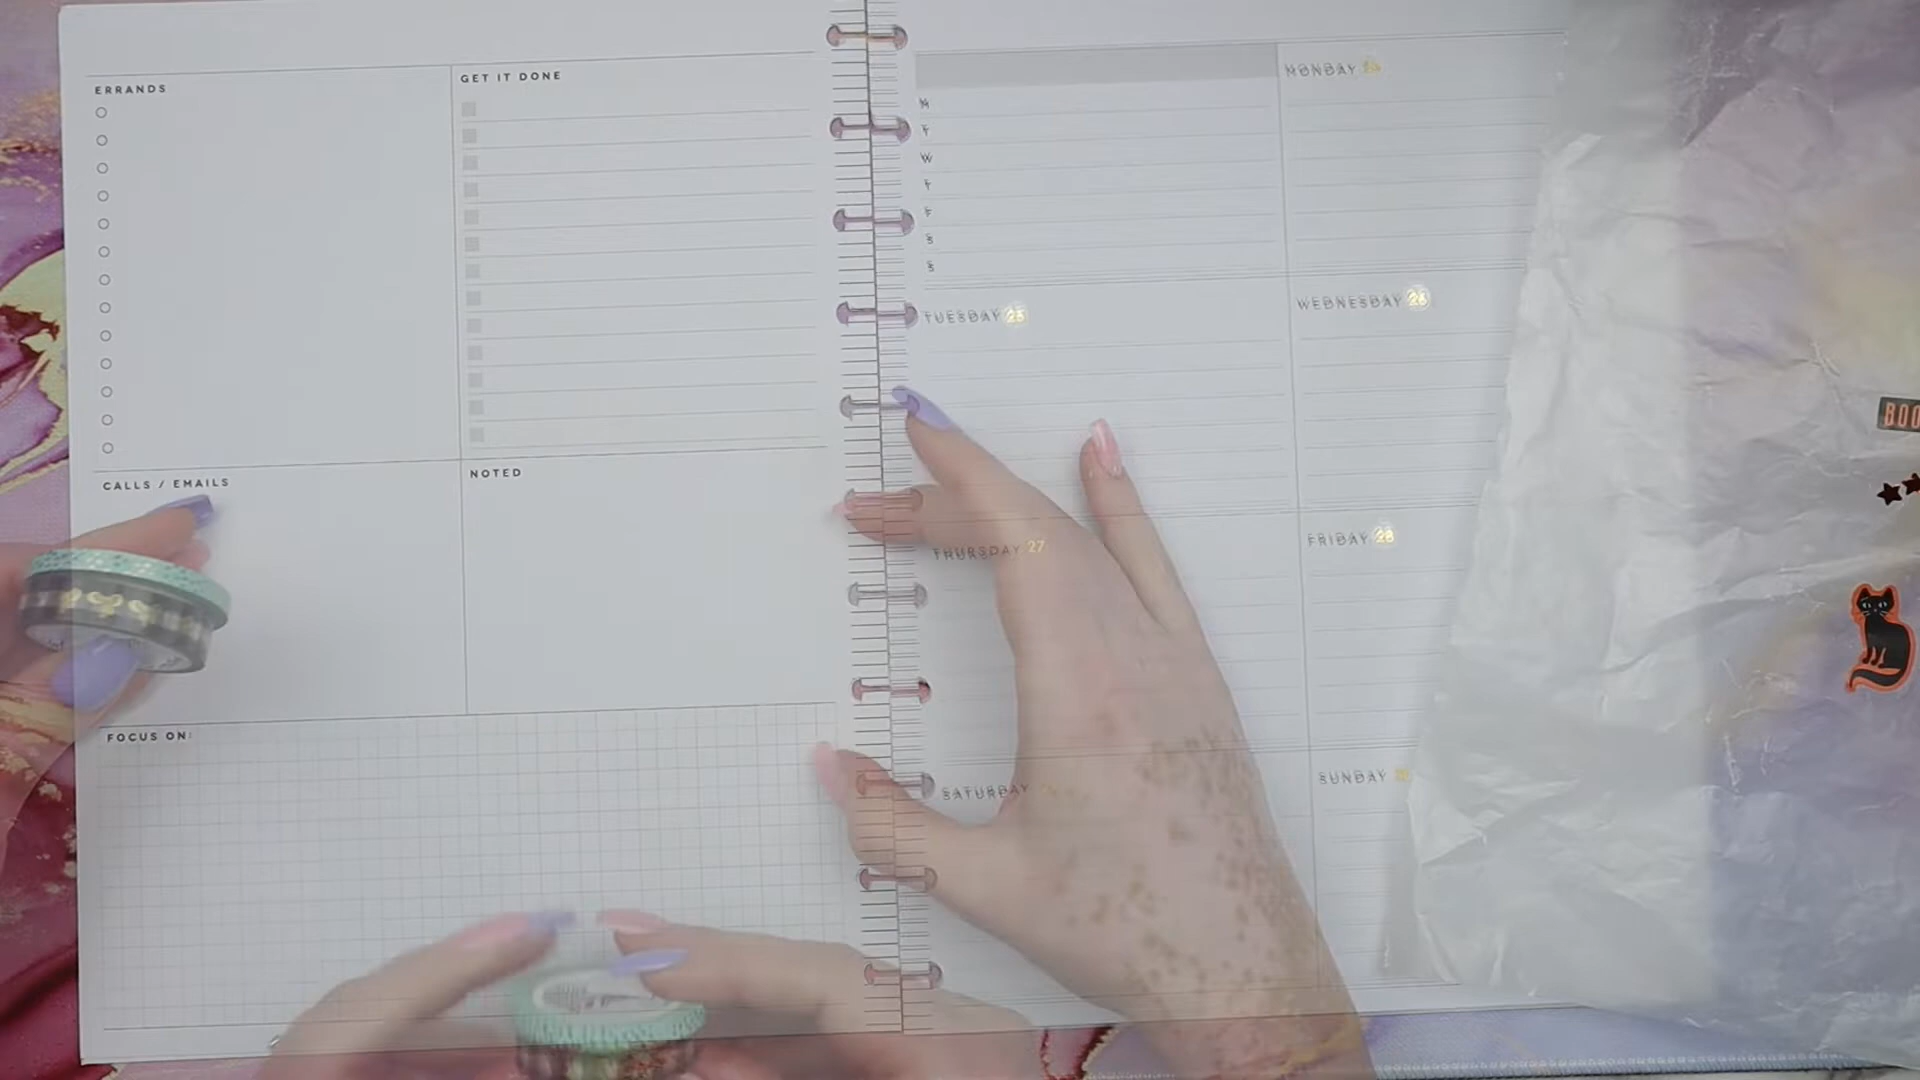 ERRANDS
GET IT DONE
CALLS / EMAILS
NOTED
FOCUS ON:
M
T
W
T
F
S
S
MONDAY
TUESDAY 25
WEDNESDAY 26
THURSDAY 27
FRIDAY 28
SATURDAY
SUNDAY
BOO